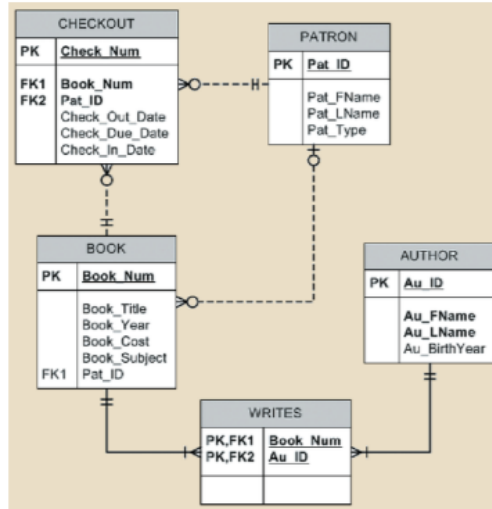 CHECKOUT
PK Check_Num
FK1 Book_Num
FK2 Pat_ID
Check_Out_Date
Check_Due_Date
Check_In_Date
PATRON
PK Pat_ID
Pat_FName
Pat_LName
Pat_Type
BOOK
PK Book_Num
Book_Title
Book_Year
Book_Cost
Book_Subject
FK1 Pat_ID
AUTHOR
PK Au_ID
Au_FName
Au_LName
Au_BirthYear
WRITES
PK,FK1 Book_Num
PK,FK2 Au_ID